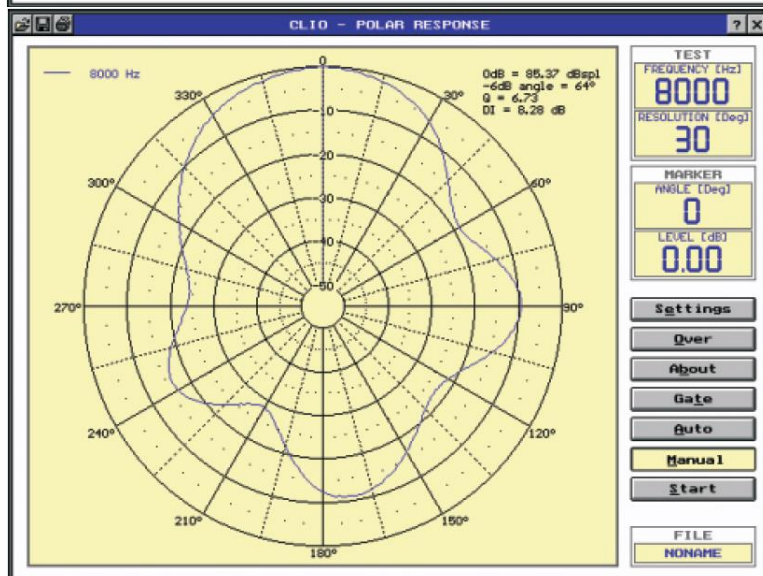 CLIO - POLAR RESPONSE
? X
8000 Hz
0dB = 85.37 dBspl
-6dB angle = 64°
Q = 6.73
DI = 8.28 dB
0
330°
30°
-10
300°
-20
60°
-30
-40
-50
270°
90°
240°
120°
210°
150°
180°
TEST
FREQUENCY [Hz]
8000
RESOLUTION [Deg]
30
MARKER
ANGLE [Deg]
0
LEVEL [dB]
0.00
Settings
Over
About
Gate
Auto
Manual
Start
FILE
NONAME